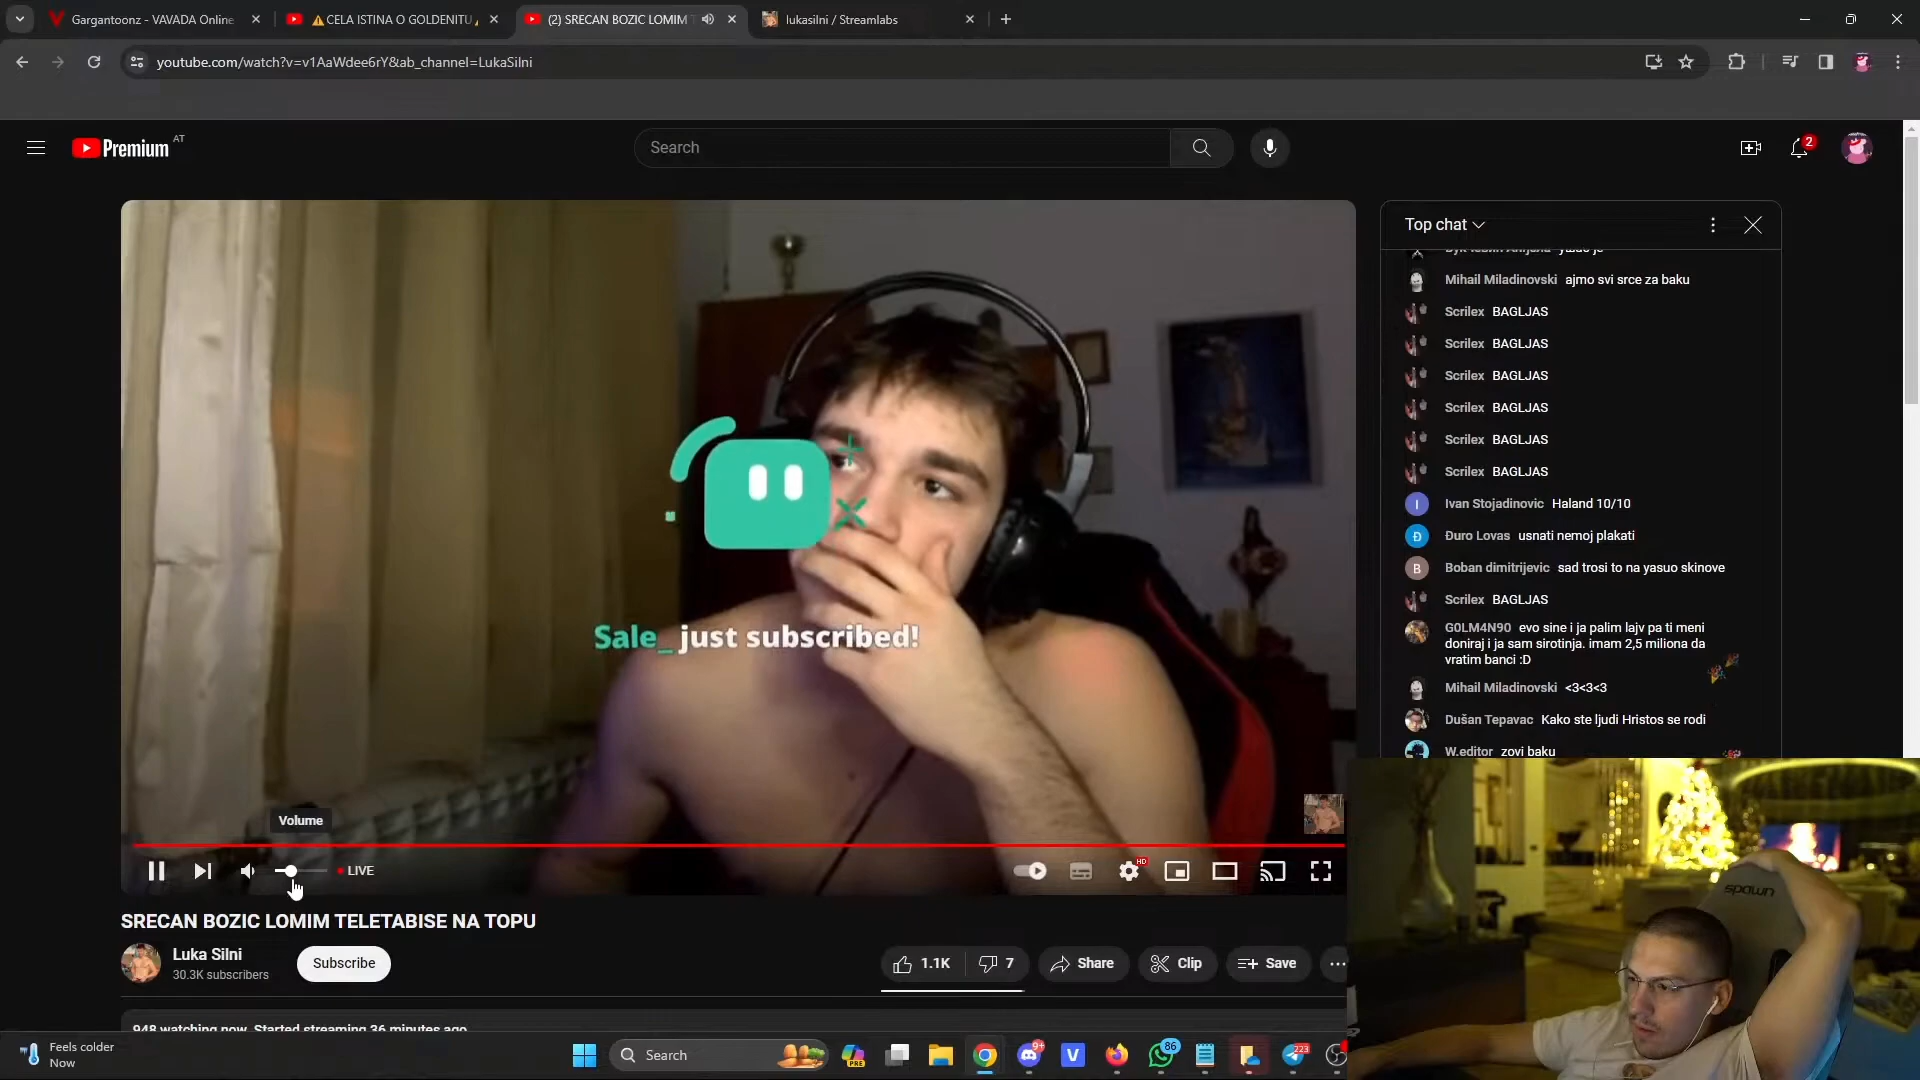 Gargantoonz - VAVADA Online
⚠CELA ISTINA O GOLDENITU
(2) SRECAN BOZIC LOMIM T
lukasilni / Streamlabs
youtube.com/watch?v=v1AaWdee6rY&ab_channel=LukaSilni
Premium
AT
Search
2
Top chat
Mihail Miladinovski ajmo svi srce za baku
Scrilex BAGLJAS
Scrilex BAGLJAS
Scrilex BAGLJAS
Scrilex BAGLJAS
Scrilex BAGLJAS
Scrilex BAGLJAS
I Ivan Stojadinovic Haland 10/10
Đ Đuro Lovas usnati nemoj plakati
B Boban dimitrijevic sad trosi to na yasuo skinove
Scrilex BAGLJAS
G0LM4N90 evo sine i ja palim lajv pa ti meni
doniraj i ja sam sirotinja. imam 2,5 miliona da
vratim banci :D
Mihail Miladinovski <3<3<3
Dušan Tepavac Kako ste ljudi Hristos se rodi
W.editor zovi baku
Sale_ just subscribed!
Volume
LIVE
HD
SRECAN BOZIC LOMIM TELETABISE NA TOPU
Luka Silni
30.3K subscribers
Subscribe
1.1K
7
Share
Clip
Save
948 watching now Started streaming 36 minutes ago
spawn
Feels colder
Now
Search
PRE
9+
V
86
223